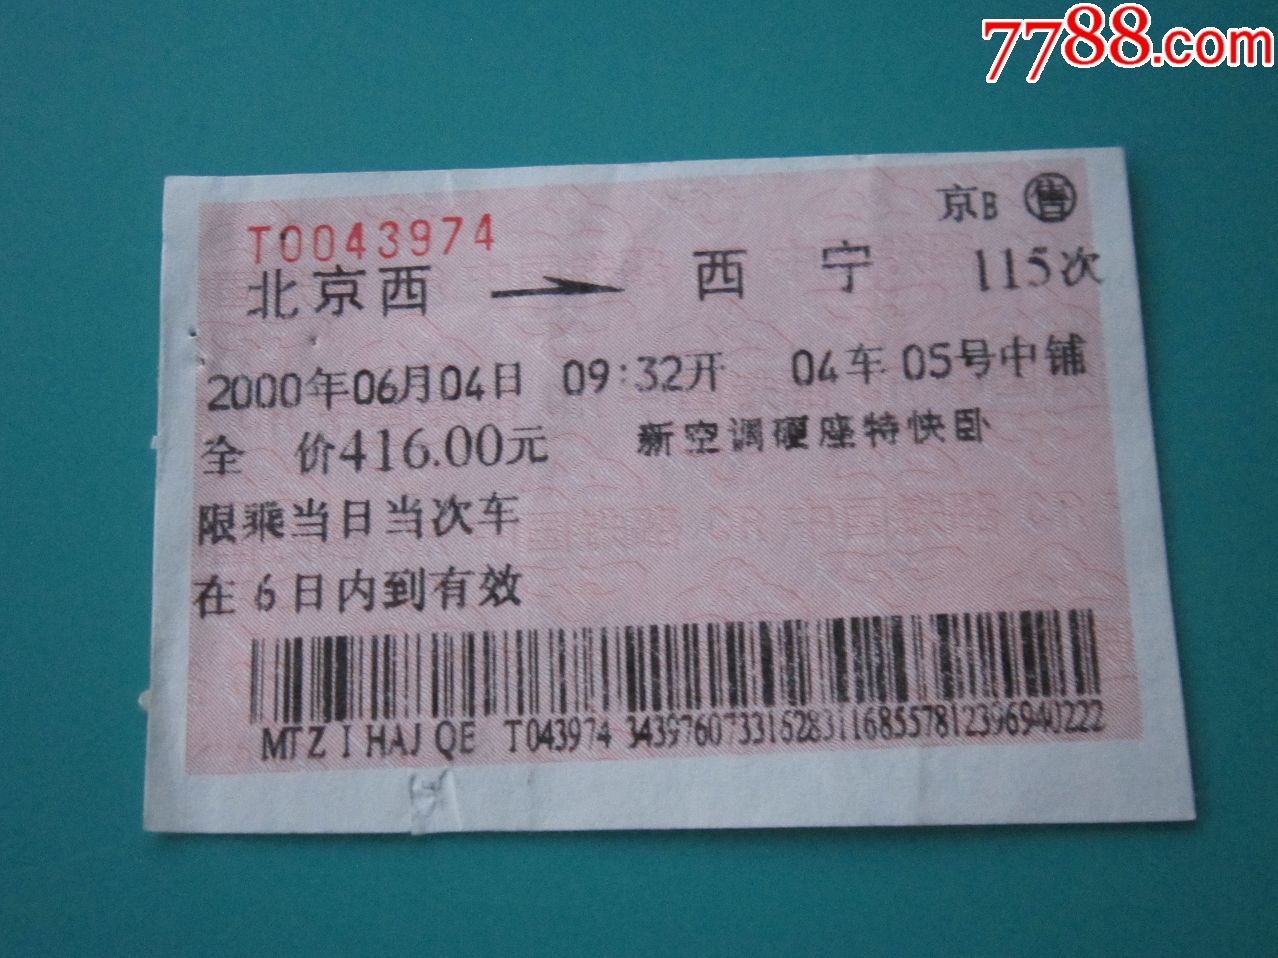 7788.com
京B 售
T0043974
北京西 西 宁 115次
2000年06月04日 09:32开 04车 05号中铺
全 价416.00元 新空调硬座特快卧
限乘当日当次车
在 6 日内到有效
MTZ I HAJ QE T043974 3439760733162831168557812396940222